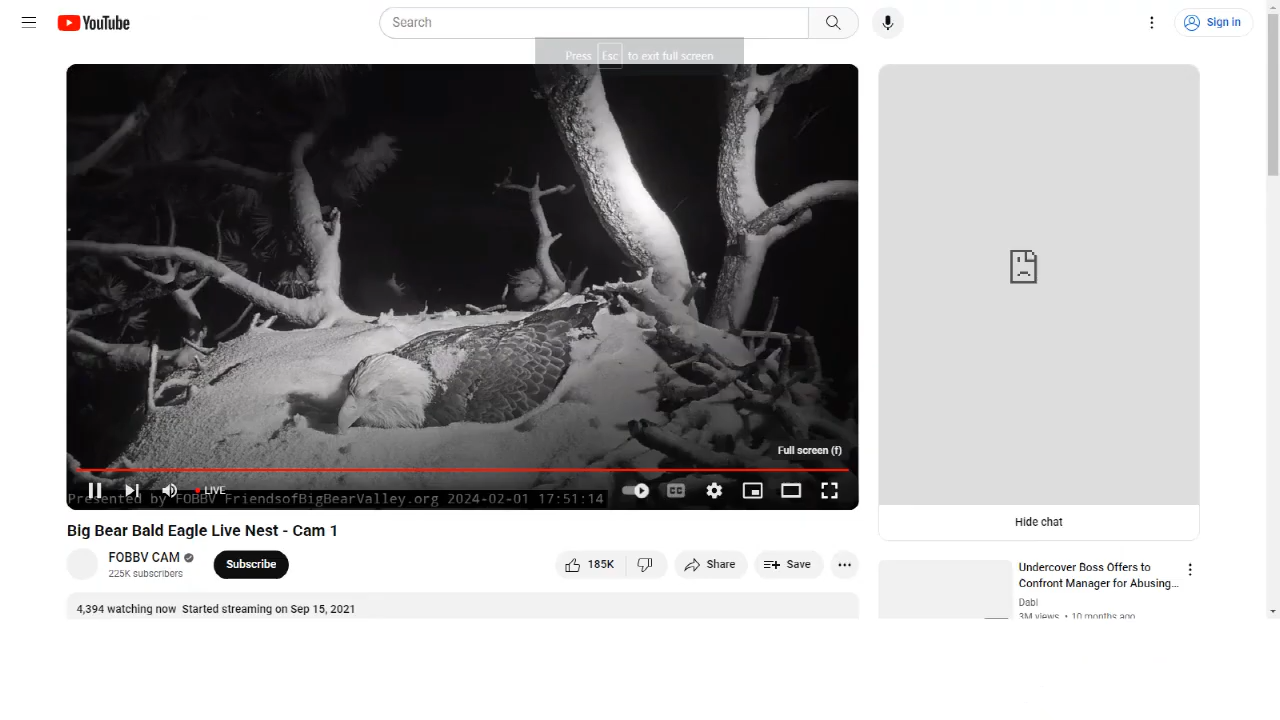 YouTube
Search
Sign in
Press Esc to exit full screen
Full screen (f)
LIVE
CC
Presented by FOBBV FriendsofBigBearValley.org 2024-02-01 17:51:14
Big Bear Bald Eagle Live Nest - Cam 1
FOBBV CAM
225K subscribers
Subscribe
185K
Share
Save
4,394 watching now Started streaming on Sep 15, 2021
Hide chat
Undercover Boss Offers to
Confront Manager for Abusing...
Dabl
3M views • 10 months ago